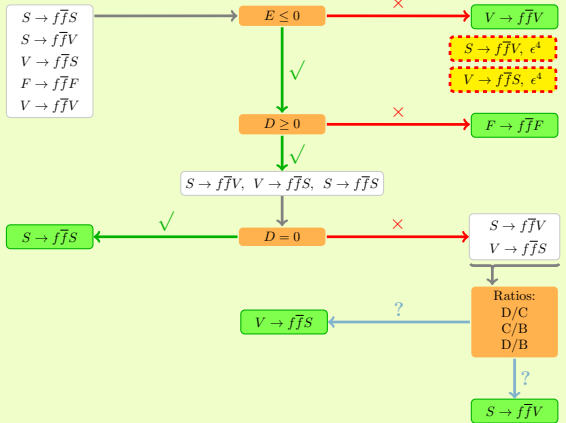 S → f f̅ S
S → f f̅ V
V → f f̅ S
F → f f̅ F
V → f f̅ V
E ≤ 0
×
V → f f̅ V
S → f f̅ V, ϵ⁴
V → f f̅ S, ϵ⁴
√
D ≥ 0
×
F → f f̅ F
√
S → f f̅ V, V → f f̅ S, S → f f̅ S
S → f f̅ S
√
D = 0
×
S → f f̅ V
V → f f̅ S
Ratios:
D/C
C/B
D/B
?
V → f f̅ S
?
S → f f̅ V